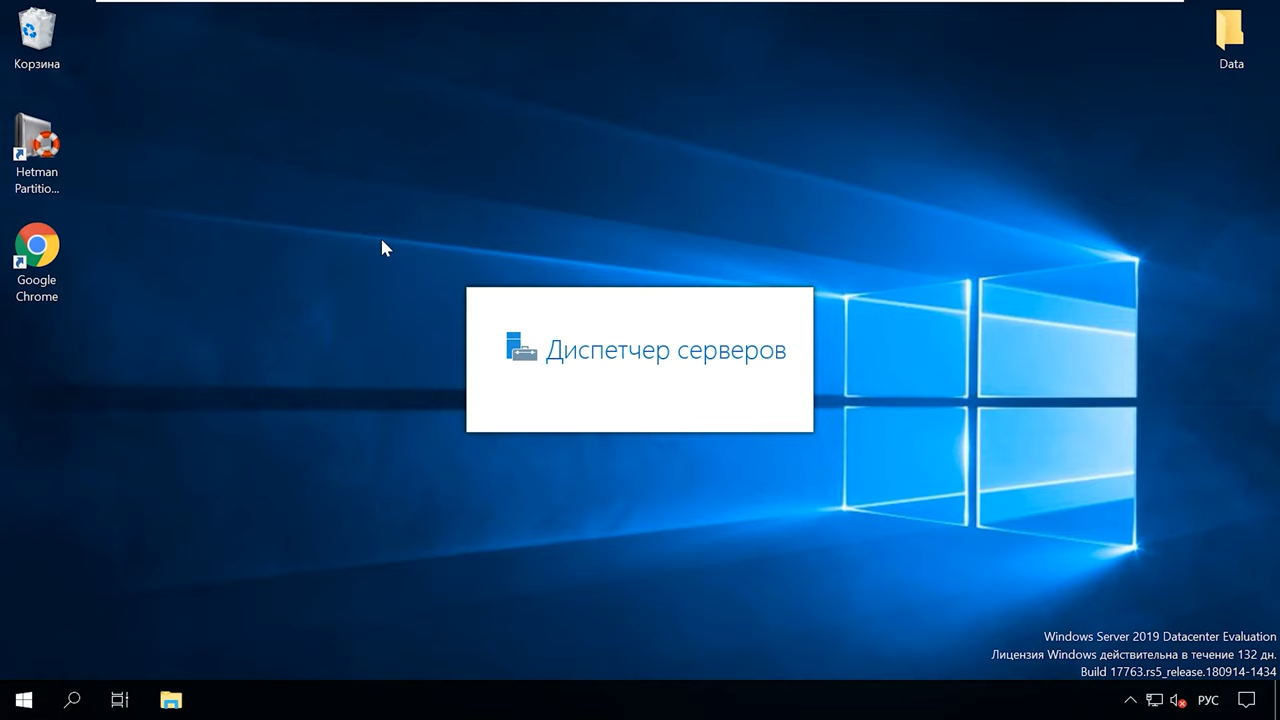 Корзина
Data
Hetman
Partitio...
Google
Chrome
Диспетчер серверов
Windows Server 2019 Datacenter Evaluation
Лицензия Windows действительна в течение 132 дн.
Build 17763.rs5_release.180914-1434
РУС